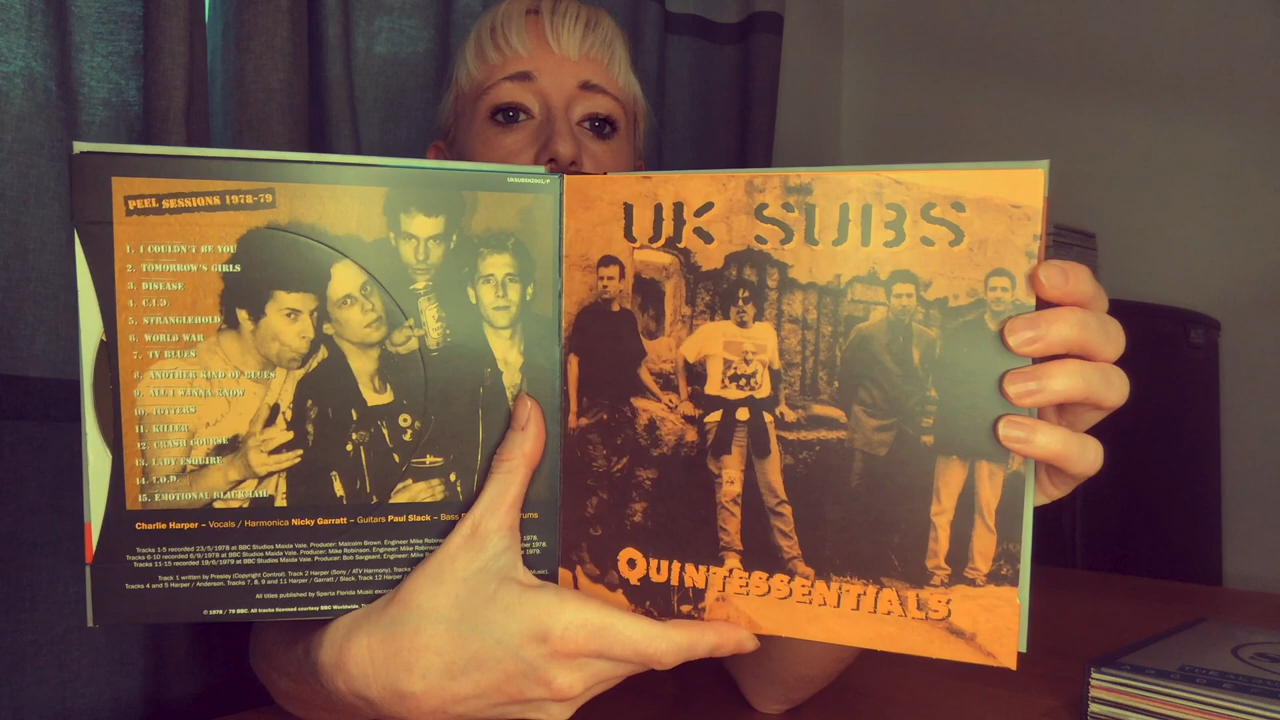 UKSUBSN2001/P
PEEL SESSIONS 1978-79
1. I COULDN'T BE YOU
2. TOMORROW'S GIRLS
3. DISEASE
4. C.I.D.
5. STRANGLEHOLD
6. WORLD WAR
7. TV BLUES
8. ANOTHER KIND OF BLUES
9. ALL I WANNA KNOW
10. TOTTERS
11. KILLER
12. CRASH COURSE
13. LADY ESQUIRE
14. T.O.D.
15. EMOTIONAL BLACKMAIL
Charlie Harper – Vocals / Harmonica Nicky Garratt – Guitars Paul Slack – Bass
Tracks 1-5 recorded 23/5/1978 at BBC Studios Maida Vale. Producer: Malcolm Brown. Engineer Mike 1978.
Tracks 6-10 recorded 6/9/1978 at BBC Studios Maida Vale. Producer: Mike Robinson. Engineer: Mike 1978.
Tracks 11-15 recorded 19/6/1979 at BBC Studios Maida Vale. Producer: Bob Sargeant. Engineer: Mike 1979.
Track 1 written by Presley (Copyright Control). Track 2 Harper (Sony / ATV Harmony).
Tracks 4 and 5 Harper / Anderson. Tracks 7, 8, 9 and 11 Harper / Garratt / Slack. Track 12 Harper
All titles published by Sparta Florida Music
© 1978 / 79 BBC. All tracks licensed courtesy BBC Worldwide.
UK SUBS
QUINTESSENTIALS